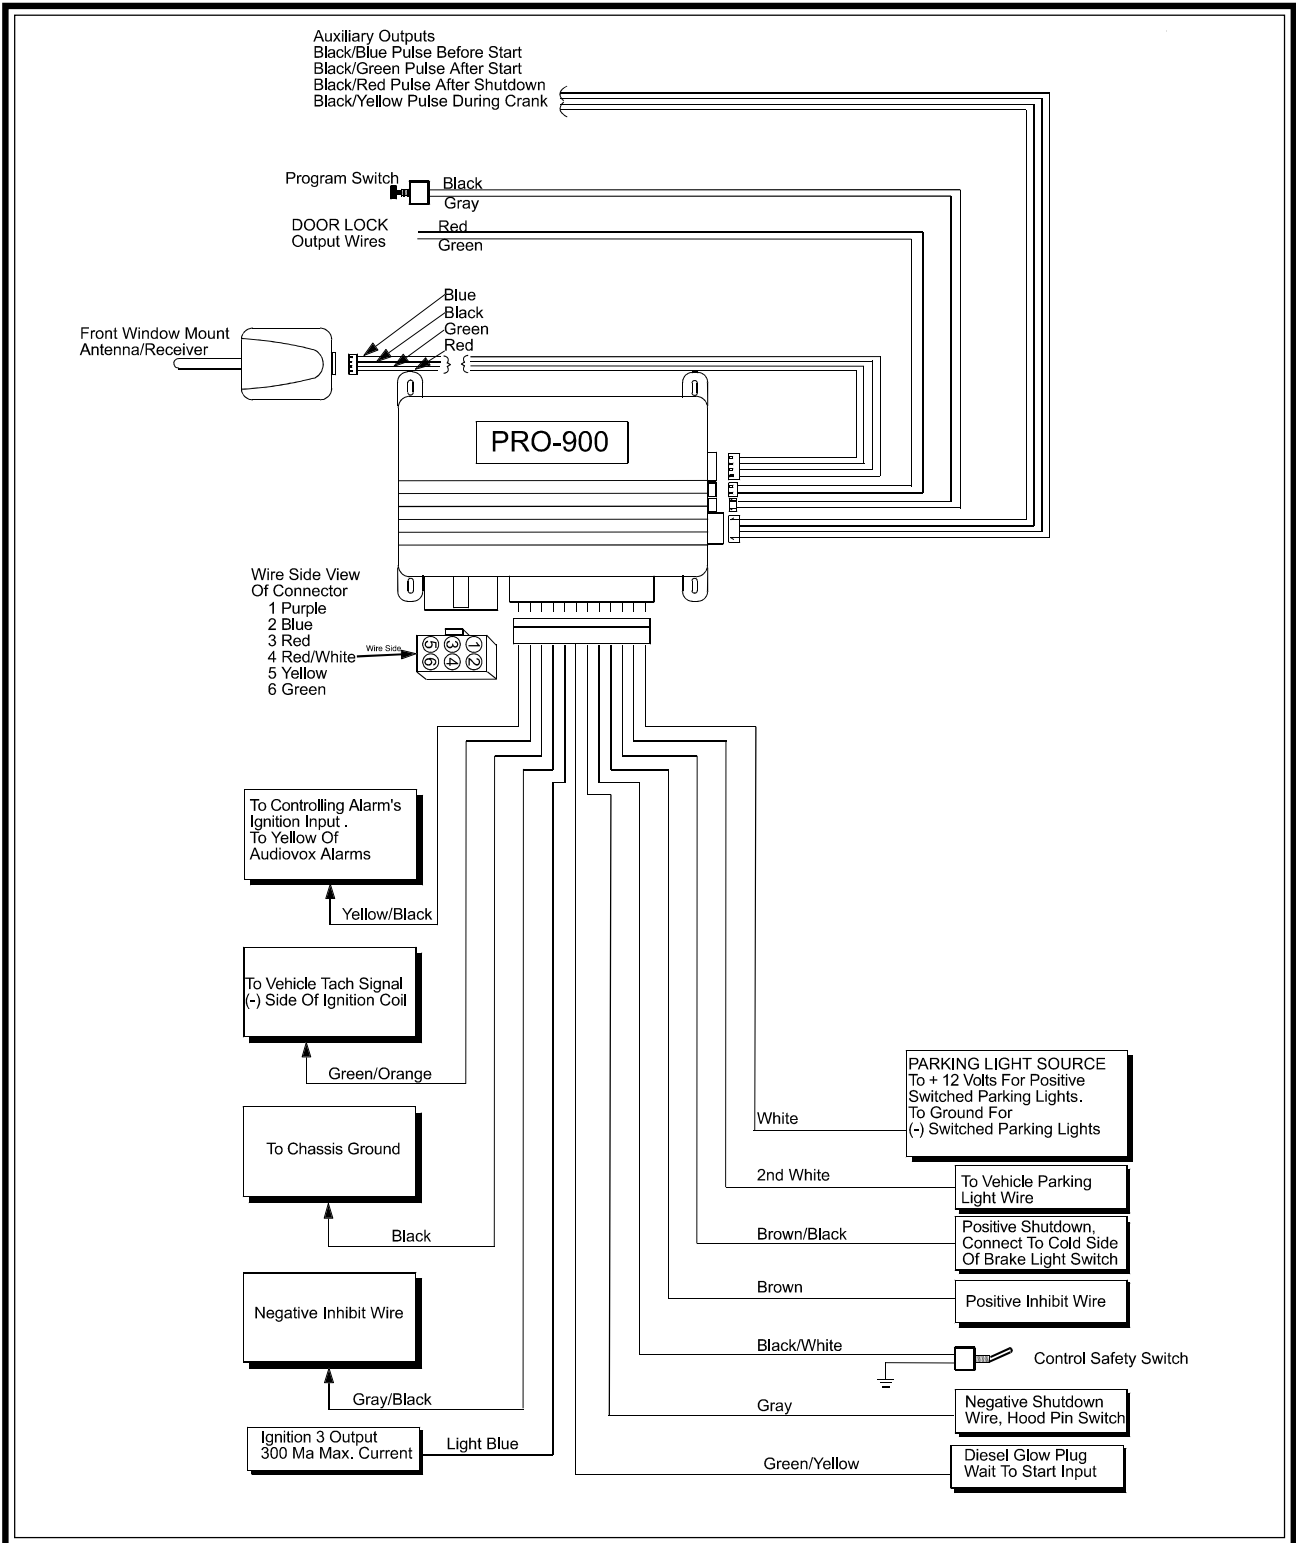 Auxiliary Outputs
Black/Blue Pulse Before Start
Black/Green Pulse After Start
Black/Red Pulse After Shutdown
Black/Yellow Pulse During Crank
Program Switch
Black
Gray
DOOR LOCK
Output Wires
Red
Green
Blue
Black
Green
Red
Front Window Mount
Antenna/Receiver
PRO-900
Wire Side View
Of Connector
1 Purple
2 Blue
3 Red
4 Red/White
5 Yellow
6 Green
Wire Side
5 3 1
6 4 2
To Controlling Alarm's
Ignition Input .
To Yellow Of
Audiovox Alarms
Yellow/Black
To Vehicle Tach Signal
(-) Side Of Ignition Coil
Green/Orange
To Chassis Ground
Black
Negative Inhibit Wire
Gray/Black
Ignition 3 Output
300 Ma Max. Current
Light Blue
PARKING LIGHT SOURCE
To + 12 Volts For Positive
Switched Parking Lights.
To Ground For
(-) Switched Parking Lights
White
2nd White
To Vehicle Parking
Light Wire
Brown/Black
Positive Shutdown,
Connect To Cold Side
Of Brake Light Switch
Brown
Positive Inhibit Wire
Black/White
Control Safety Switch
Gray
Negative Shutdown
Wire, Hood Pin Switch
Green/Yellow
Diesel Glow Plug
Wait To Start Input